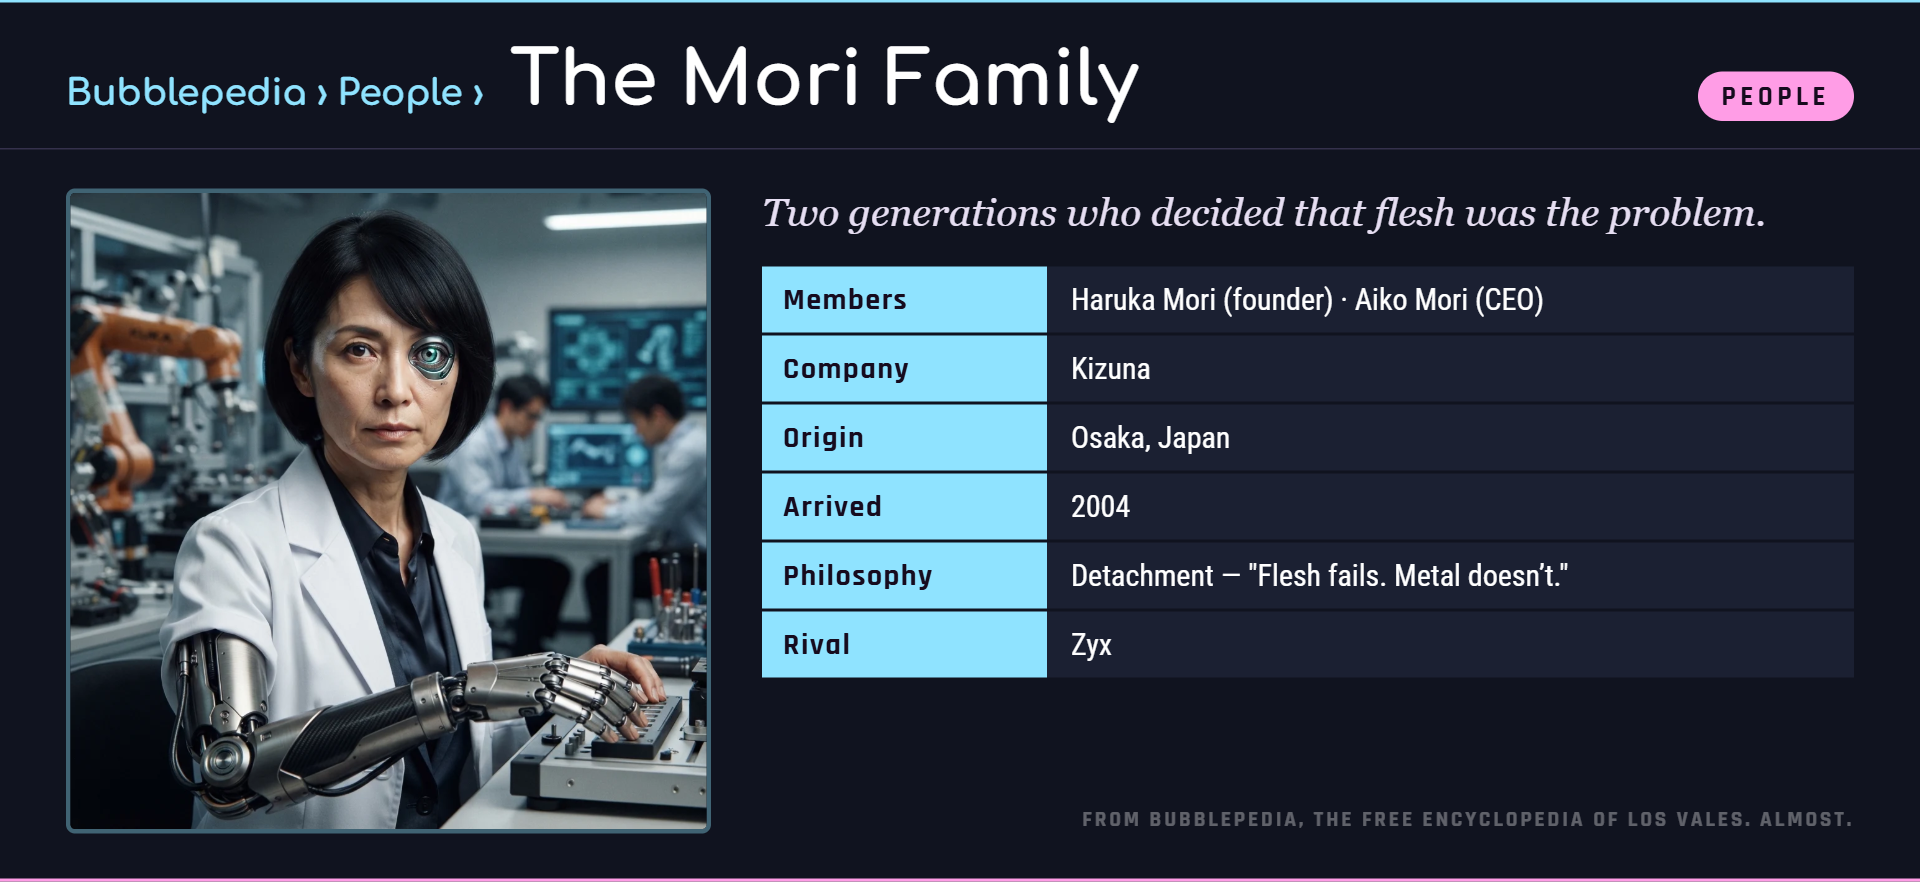 Bubblepedia › People › The Mori Family
PEOPLE
Two generations who decided that flesh was the problem.
Members Haruka Mori (founder) · Aiko Mori (CEO)
Company Kizuna
Origin Osaka, Japan
Arrived 2004
Philosophy Detachment — "Flesh fails. Metal doesn’t."
Rival Zyx
FROM BUBBLEPEDIA, THE FREE ENCYCLOPEDIA OF LOS VALES. ALMOST.